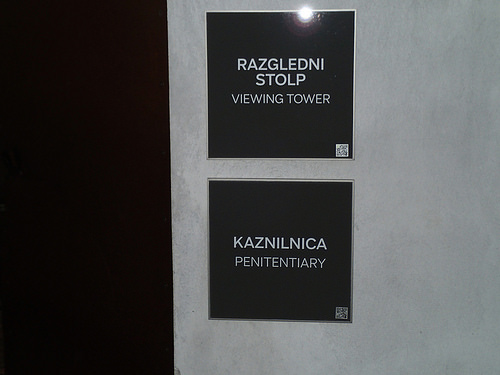 RAZGLEDNI
STOLP
VIEWING TOWER
KAZNILNICA
PENITENTIARY